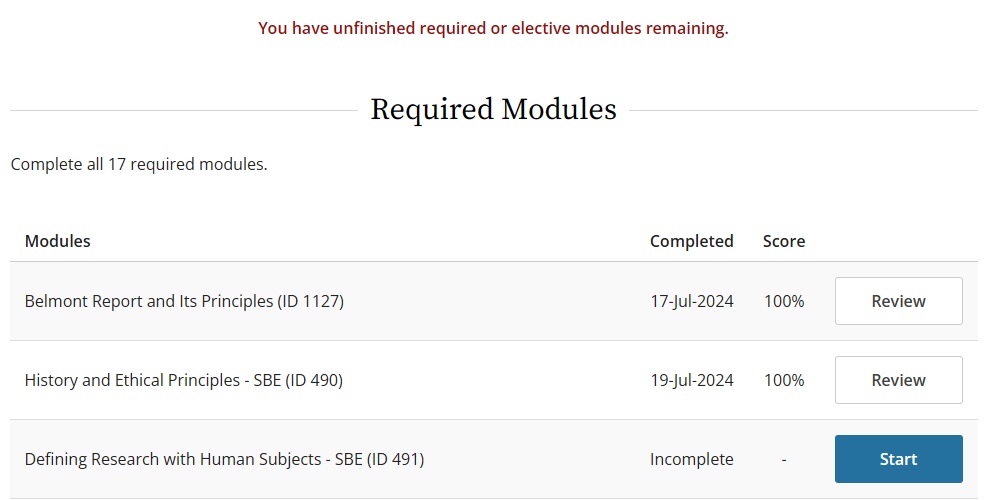 You have unfinished required or elective modules remaining.
Required Modules
Complete all 17 required modules.
Modules Completed Score
Belmont Report and Its Principles (ID 1127) 17-Jul-2024 100% Review
History and Ethical Principles - SBE (ID 490) 19-Jul-2024 100% Review
Defining Research with Human Subjects - SBE (ID 491) Incomplete - Start